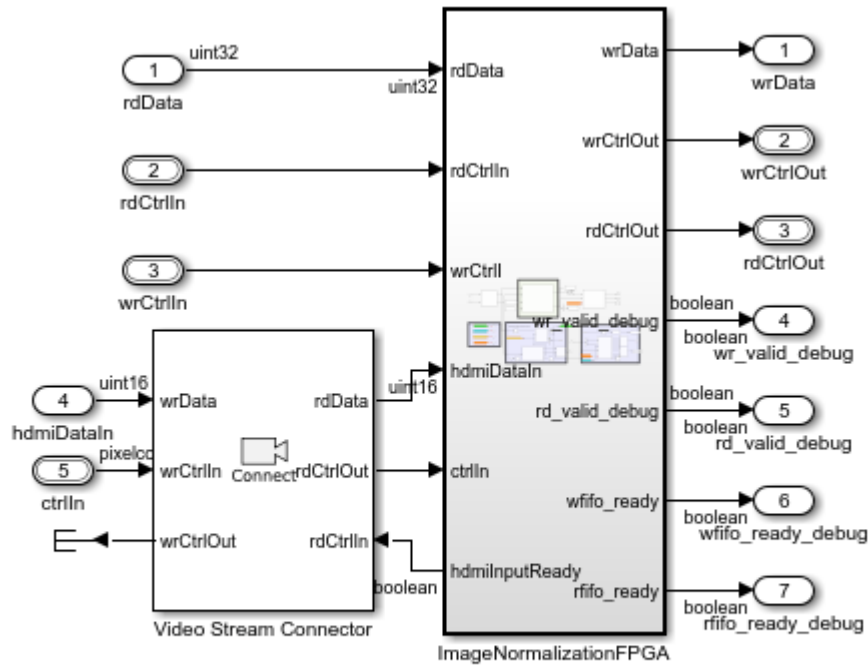 1
uint32
rdData
uint32
rdData
wrData
1
wrData
2
rdCtrlIn
rdCtrlIn
wrCtrlOut
2
wrCtrlOut
3
wrCtrlIn
wrCtrlI
rdCtrlOut
3
rdCtrlOut
wr_valid_debug
boolean
boolean
4
wr_valid_debug
4
hdmiDataIn
uint16
wrData
rdData
uint16
hdmiDataIn
rd_valid_debug
boolean
boolean
5
rd_valid_debug
5
ctrlIn
pixelcc
wrCtrlIn
Connect
rdCtrlOut
ctrlIn
wfifo_ready
boolean
6
wfifo_ready_debug
wrCtrlOut
rdCtrlIn
boolean
hdmiInputReady
rfifo_ready
boolean
7
rfifo_ready_debug
Video Stream Connector
ImageNormalizationFPGA